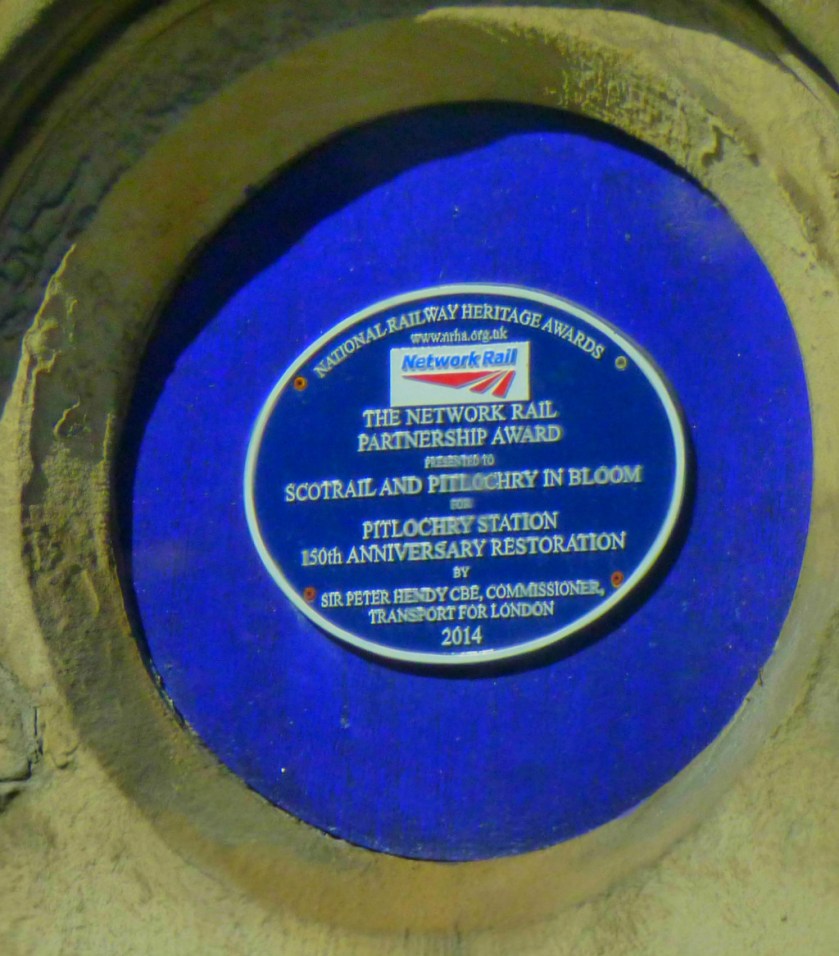 NATIONAL RAILWAY HERITAGE AWARDS
www.nrha.org.uk
Network Rail
THE NETWORK RAIL
PARTNERSHIP AWARD
PRESENTED TO
SCOTRAIL AND PITLOCHRY IN BLOOM
FOR
PITLOCHRY STATION
150th ANNIVERSARY RESTORATION
BY
SIR PETER HENDY CBE, COMMISSIONER,
TRANSPORT FOR LONDON
2014